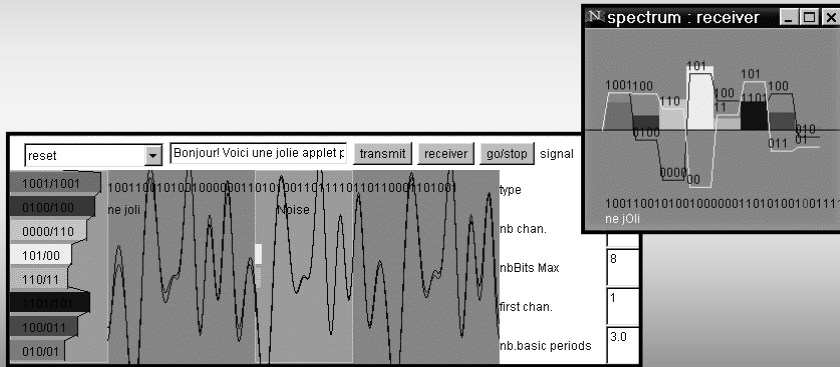 spectrum : receiver
101
1001100
110
100
11
101
1101
100
0100
0000
00
011
010
01
ne jOli
reset
Bonjour! Voici une jolie applet p
transmit
receiver
go/stop
signal
1001/1001
0100/100
0000/110
101/00
110/11
1101/101
100/011
010/01
ne joli
Noise
type
nb chan.
nbBits Max
8
first chan.
1
nb.basic periods
3.0